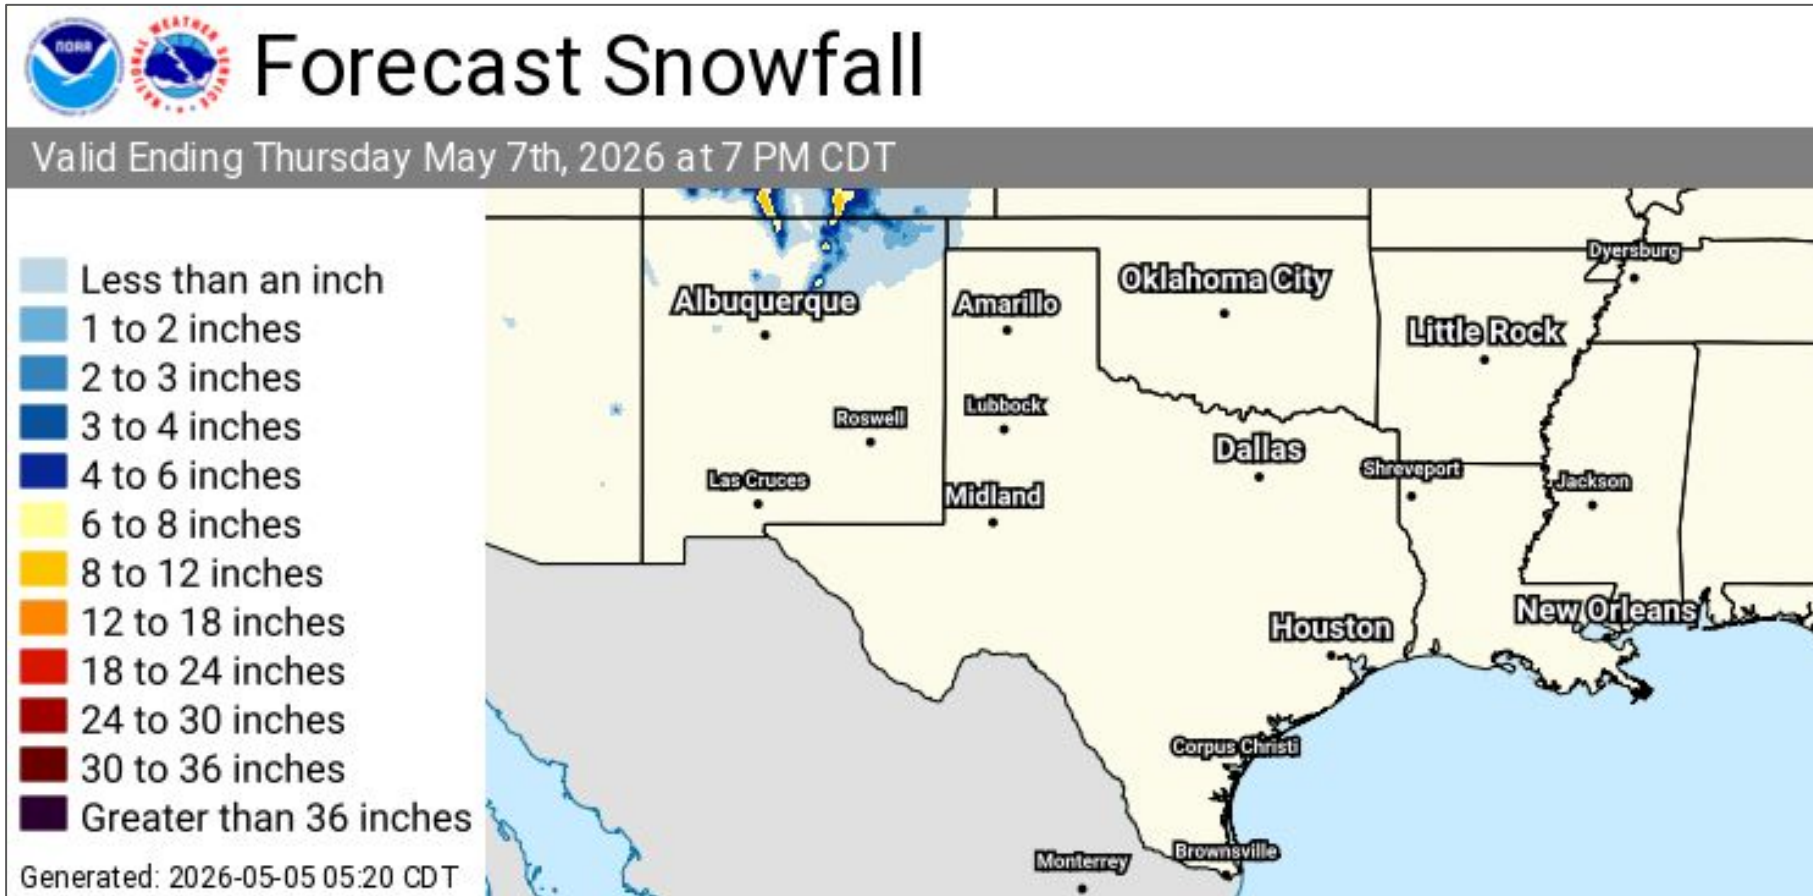 NOAA
NATIONAL WEATHER SERVICE
Forecast Snowfall
Valid Ending Thursday May 7th, 2026 at 7 PM CDT
Less than an inch
1 to 2 inches
2 to 3 inches
3 to 4 inches
4 to 6 inches
6 to 8 inches
8 to 12 inches
12 to 18 inches
18 to 24 inches
24 to 30 inches
30 to 36 inches
Greater than 36 inches
Generated: 2026-05-05 05:20 CDT
Dyersburg
Oklahoma City
Albuquerque
Amarillo
Little Rock
Lubbock
Roswell
Dallas
Shreveport
Las Cruces
Jackson
Midland
New Orleans
Houston
Corpus Christi
Brownsville
Monterrey